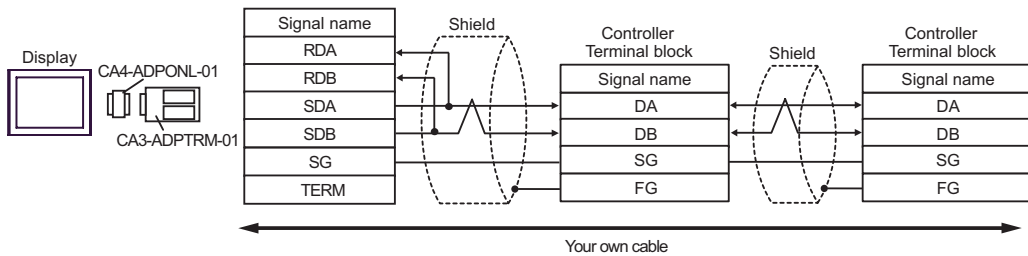 Display
CA4-ADPONL-01
CA3-ADPTRM-01
Signal name
RDA
RDB
SDA
SDB
SG
TERM
Shield
Controller
Terminal block
Signal name
DA
DB
SG
FG
Shield
Controller
Terminal block
Signal name
DA
DB
SG
FG
Your own cable